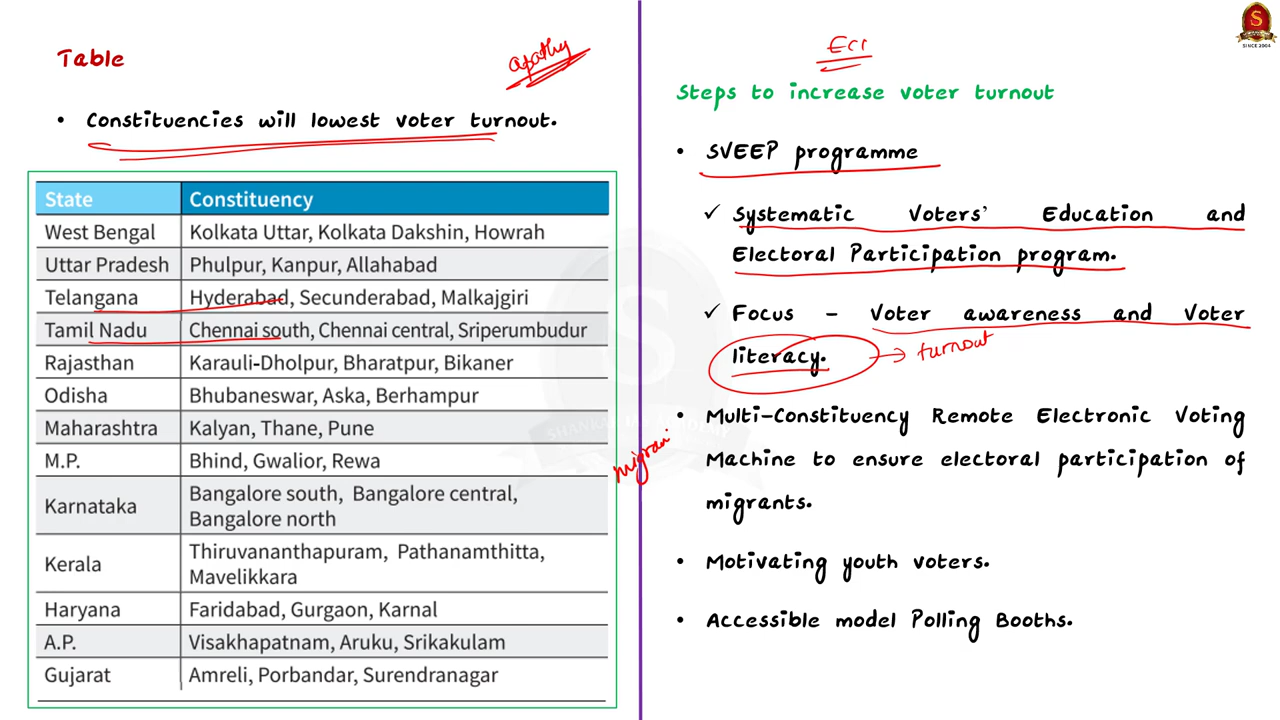 Table
apathy
• Constituencies will lowest voter turnout.
State Constituency
West Bengal Kolkata Uttar, Kolkata Dakshin, Howrah
Uttar Pradesh Phulpur, Kanpur, Allahabad
Telangana Hyderabad, Secunderabad, Malkajgiri
Tamil Nadu Chennai south, Chennai central, Sriperumbudur
Rajasthan Karauli-Dholpur, Bharatpur, Bikaner
Odisha Bhubaneswar, Aska, Berhampur
Maharashtra Kalyan, Thane, Pune
M.P. Bhind, Gwalior, Rewa
Karnataka Bangalore south, Bangalore central,
Bangalore north
Kerala Thiruvananthapuram, Pathanamthitta,
Mavelikkara
Haryana Faridabad, Gurgaon, Karnal
A.P. Visakhapatnam, Aruku, Srikakulam
Gujarat Amreli, Porbandar, Surendranagar
ECI
Steps to increase voter turnout
• SVEEP programme
✓ Systematic Voters' Education and
Electoral Participation program.
✓ Focus - Voter awareness and Voter
literacy. → turnout
• Multi-Constituency Remote Electronic Voting
Machine to ensure electoral participation of
migrants.
migrani
• Motivating youth voters.
• Accessible model Polling Booths.
S
SINCE 2004